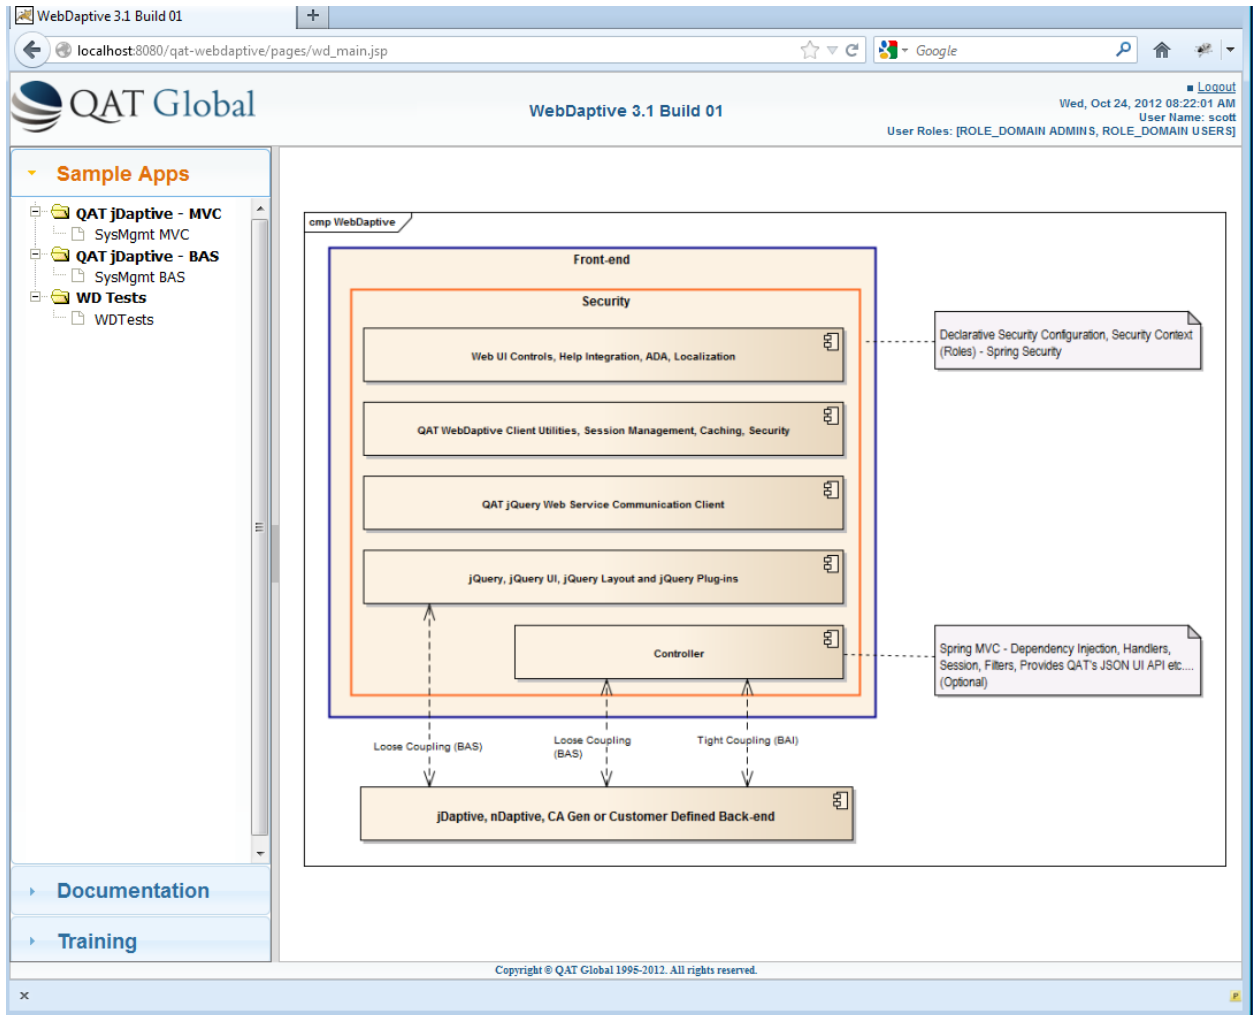 WebDaptive 3.1 Build 01
localhost:8080/qat-webdaptive/pages/wd_main.jsp
Google
QAT Global
WebDaptive 3.1 Build 01
Logout
Wed, Oct 24, 2012 08:22:01 AM
User Name: scott
User Roles: [ROLE_DOMAIN ADMINS, ROLE_DOMAIN USERS]
Sample Apps
QAT jDaptive - MVC
SysMgmt MVC
QAT jDaptive - BAS
SysMgmt BAS
WD Tests
WDTests
Documentation
Training
cmp WebDaptive
Front-end
Security
Web UI Controls, Help Integration, ADA, Localization
QAT WebDaptive Client Utilities, Session Management, Caching, Security
QAT jQuery Web Service Communication Client
jQuery, jQuery UI, jQuery Layout and jQuery Plug-ins
Controller
Declarative Security Configuration, Security Context
(Roles) - Spring Security
Spring MVC - Dependency Injection, Handlers,
Session, Filters, Provides QAT's JSON UI API etc....
(Optional)
Loose Coupling (BAS)
Loose Coupling
(BAS)
Tight Coupling (BAI)
jDaptive, nDaptive, CA Gen or Customer Defined Back-end
Copyright © QAT Global 1995-2012. All rights reserved.
P